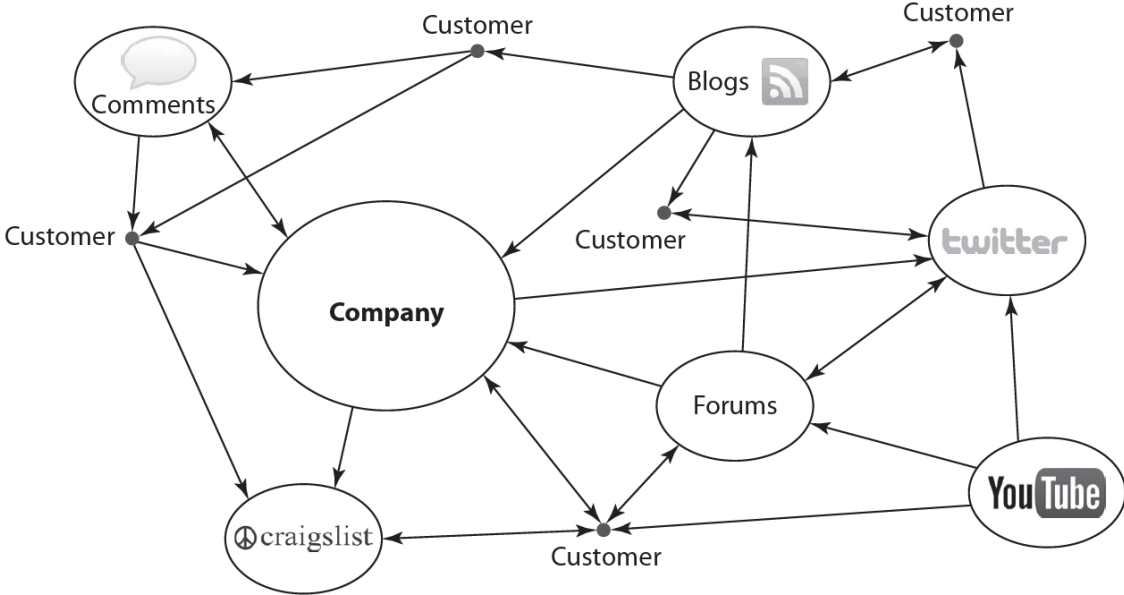 Customer
Customer
Comments
Blogs
Customer
Customer
twitter
Company
Forums
YouTube
craigslist
Customer